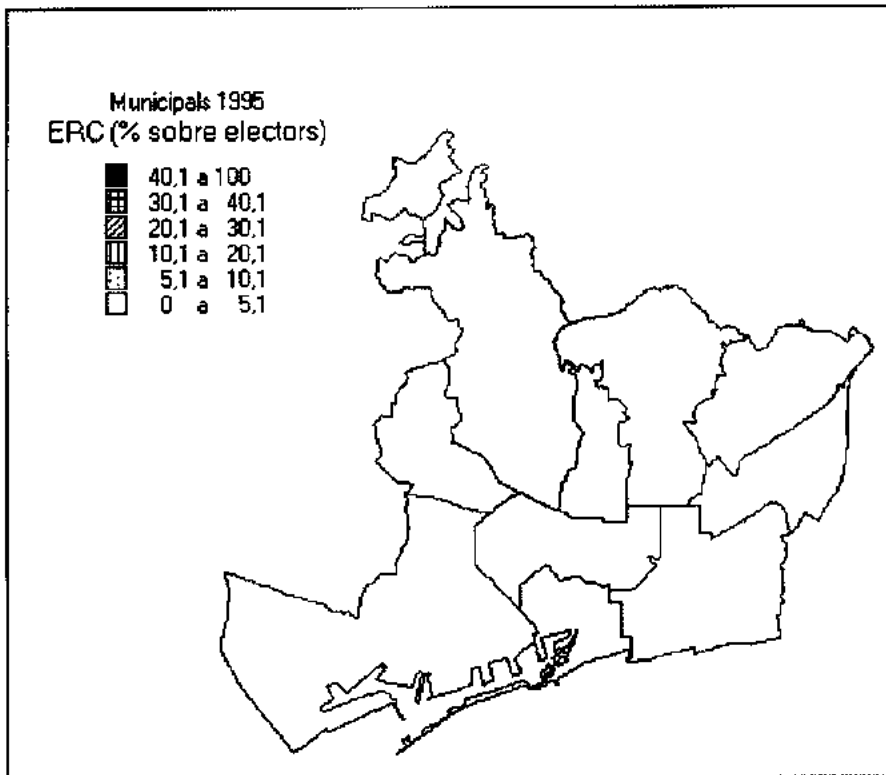 Municipals 1995
ERC (% sobre electors)
40,1 a 100
30,1 a 40,1
20,1 a 30,1
10,1 a 20,1
5,1 a 10,1
0 a 5,1